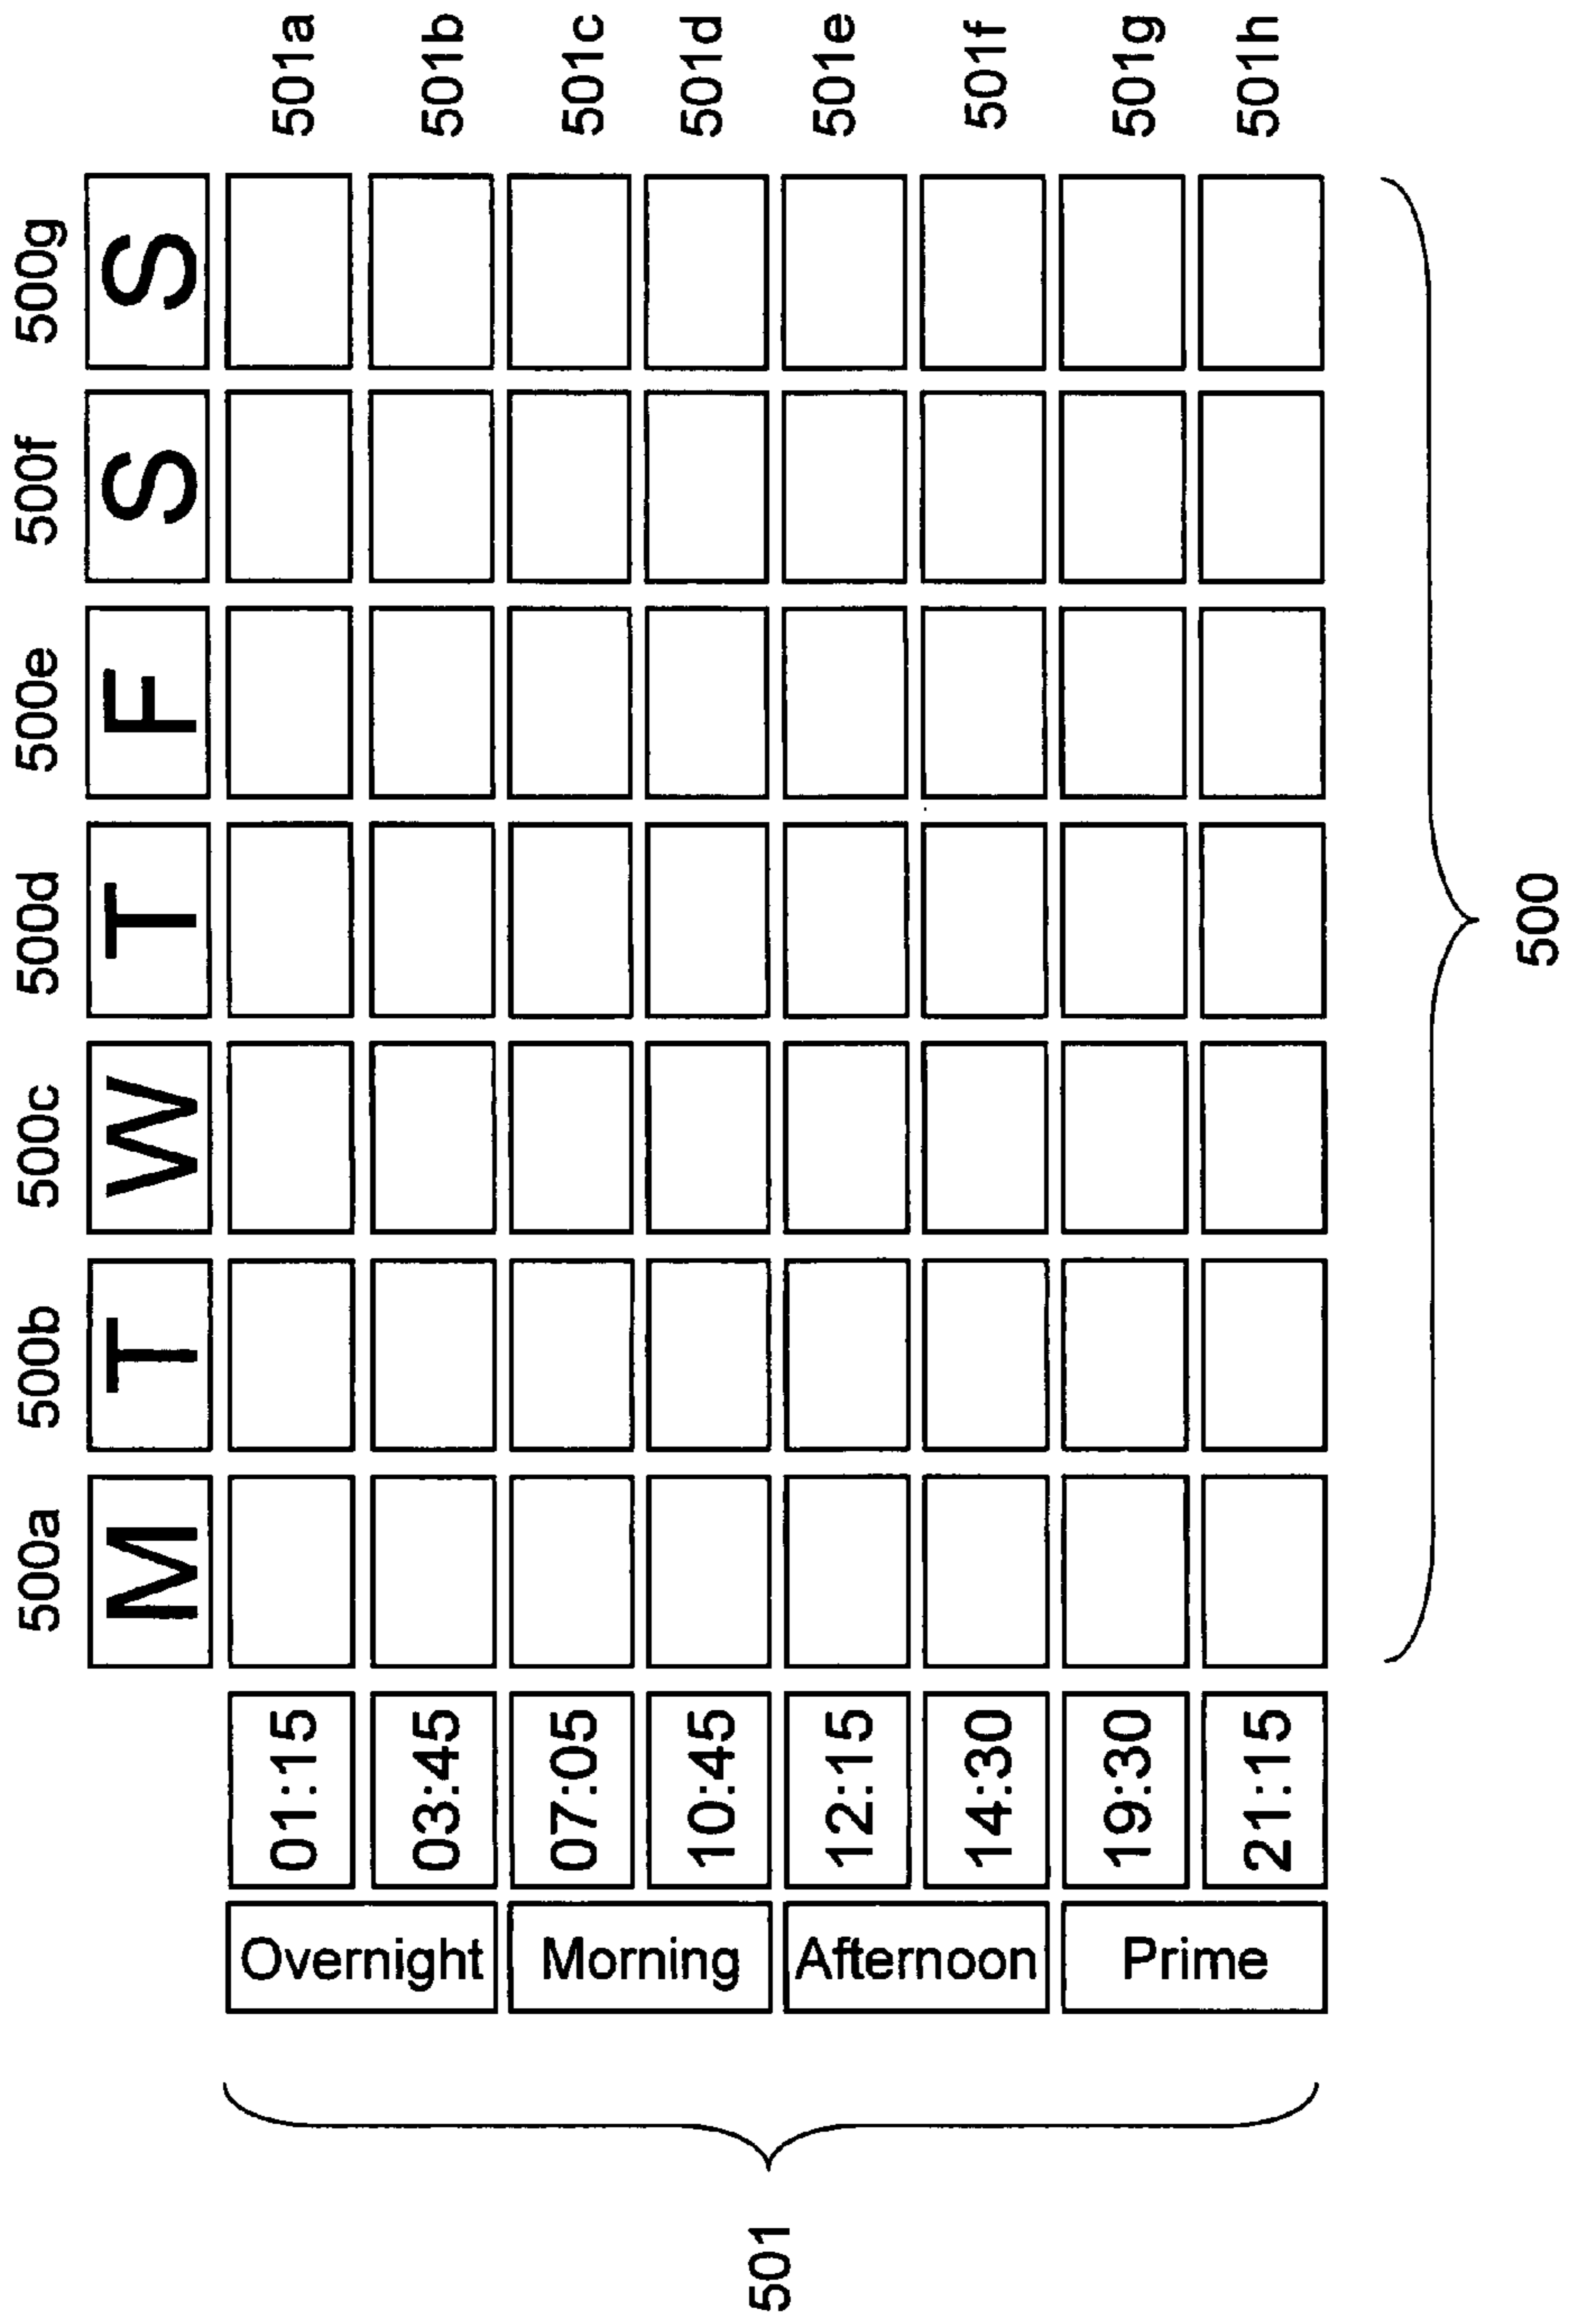 500a 500b 500c 500d 500e 500f 500g
M T W T F S S
Overnight 01:15 501a
03:45 501b
Morning 07:05 501c
10:45 501d
501
Afternoon 12:15 501e
14:30 501f
Prime 19:30 501g
21:15 501h
500